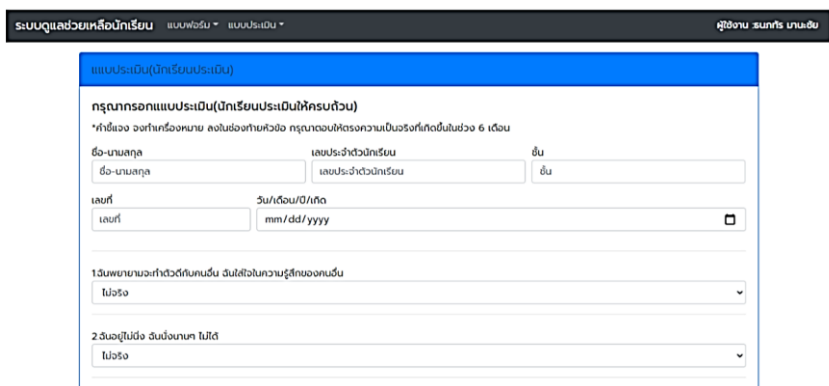 ระบบดูแลช่วยเหลือนักเรียน แบบฟอร์ม แบบประเมิน ผู้ใช้งาน :ธนภัทร มานะชัย
แแบบประเมิน(นักเรียนประเมิน)
กรุณากรอกแแบบประเมิน(นักเรียนประเมินให้ครบถ้วน)
*คำชี้แจง จงทำเครื่องหมาย ลงในช่องท้ายหัวข้อ กรุณาตอบให้ตรงความเป็นจริงที่เกิดขึ้นในช่วง 6 เดือน
ชื่อ-นามสกุล เลขประจำตัวนักเรียน ชั้น
ชื่อ-นามสกุล เลขประจำตัวนักเรียน ชั้น
เลขที่ วัน/เดือน/ปี/เกิด
เลขที่ mm/dd/yyyy
1.ฉันพยายามจะทำตัวดีกับคนอื่น ฉันใส่ใจในความรู้สึกของคนอื่น
ไม่จริง
2.ฉันอยู่ไม่นิ่ง ฉันนั่งนานๆ ไม่ได้
ไม่จริง